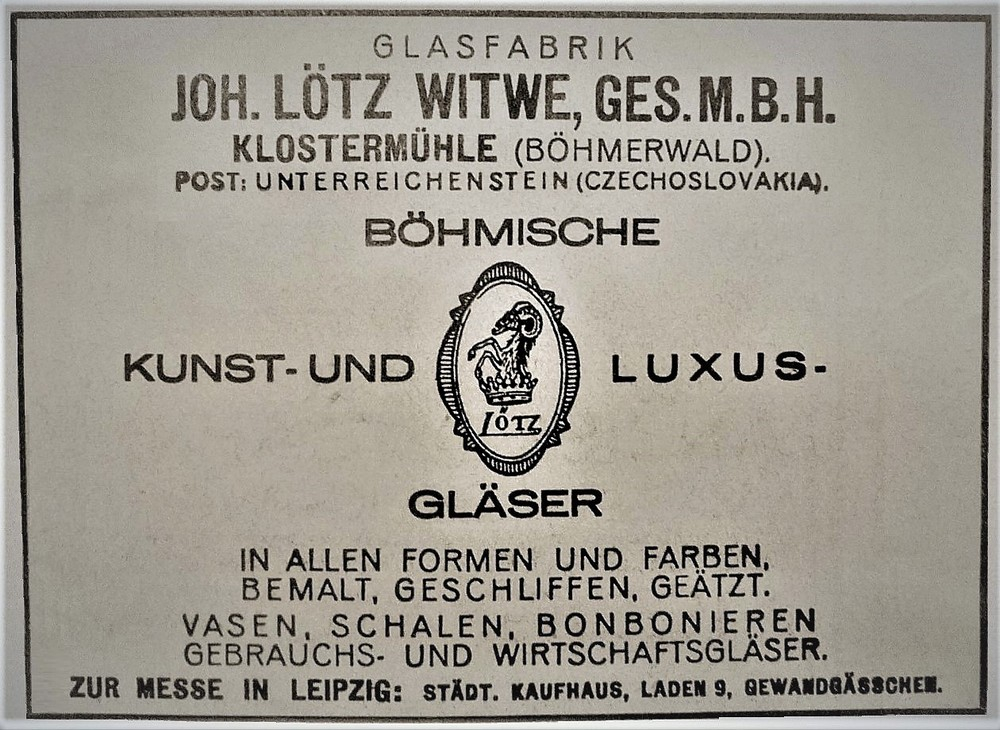 GLASFABRIK
JOH. LÖTZ WITWE, GES.M.B.H.
KLOSTERMÜHLE (BÖHMERWALD).
POST: UNTERREICHENSTEIN (CZECHOSLOVAKIA).
BÖHMISCHE
KUNST- UND LUXUS-
LÖTZ
GLÄSER
IN ALLEN FORMEN UND FARBEN,
BEMALT, GESCHLIFFEN, GEÄTZT.
VASEN, SCHALEN, BONBONIEREN
GEBRAUCHS- UND WIRTSCHAFTSGLÄSER.
ZUR MESSE IN LEIPZIG: STÄDT. KAUFHAUS, LADEN 9, GEWANDGÄSSCHEN.